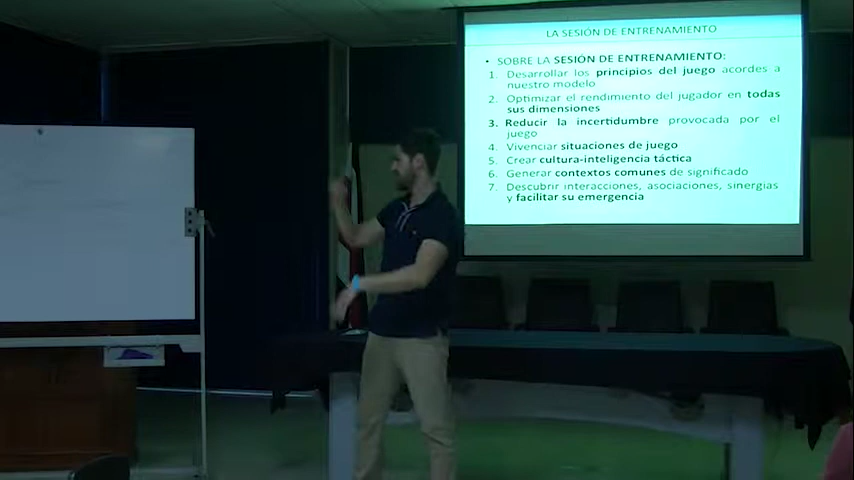 LA SESIÓN DE ENTRENAMIENTO
• SOBRE LA SESIÓN DE ENTRENAMIENTO:
1. Desarrollar los principios del juego acordes a
nuestro modelo
2. Optimizar el rendimiento del jugador en todas
sus dimensiones
3. Reducir la incertidumbre provocada por el
juego
4. Vivenciar situaciones de juego
5. Crear cultura-inteligencia táctica
6. Generar contextos comunes de significado
7. Descubrir interacciones, asociaciones, sinergias
y facilitar su emergencia